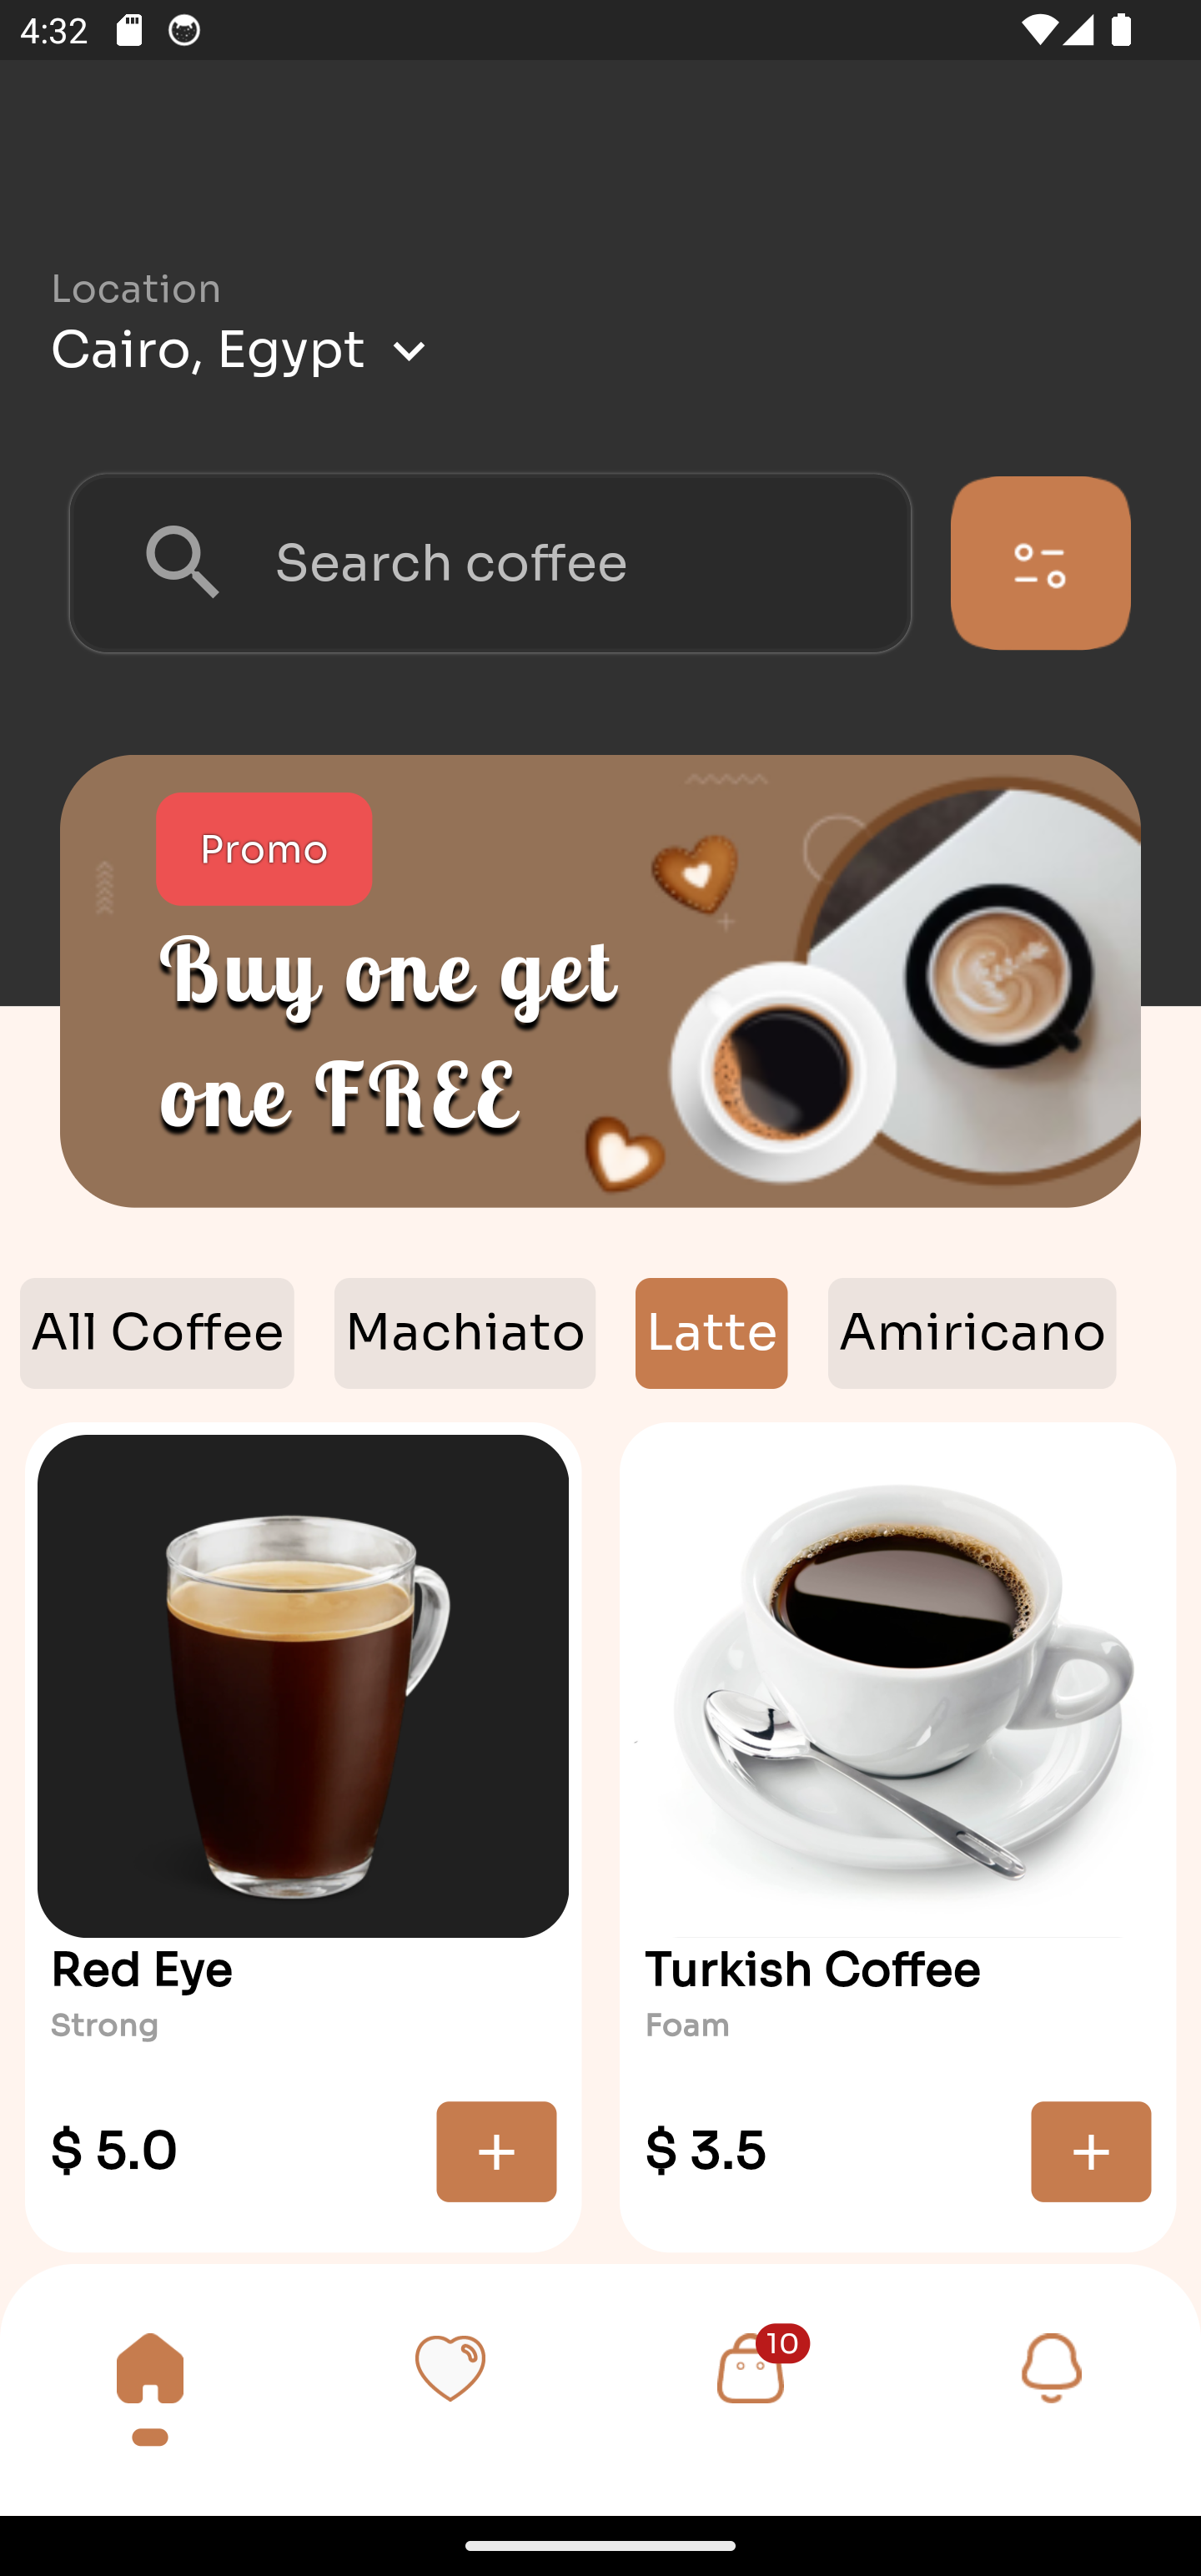 4:32
Location
Cairo, Egypt
Search coffee
Promo
Buy one get
one FREE
All Coffee Machiato Latte Amiricano
Red Eye
Strong
$ 5.0
Turkish Coffee
Foam
$ 3.5
10